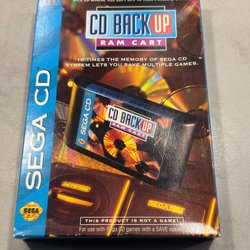 CD BACK UP
RAM CART
16 TIMES THE MEMORY OF SEGA CD
SYSTEM LETS YOU SAVE MULTIPLE GAMES.
SEGA CD
CD BACK UP
RAM CART
SEGA CD
SEGA
THIS PRODUCT IS NOT A GAME!
For use with Sega CD games with a SAVE option